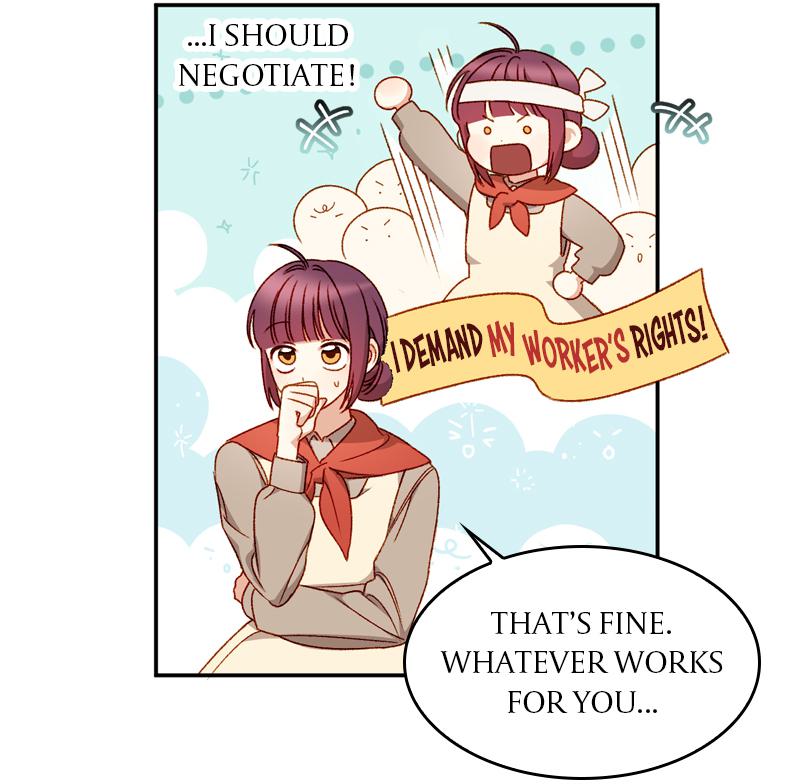 ...I SHOULD
NEGOTIATE!
I DEMAND MY WORKER'S RIGHTS!
THAT'S FINE.
WHATEVER WORKS
FOR YOU...